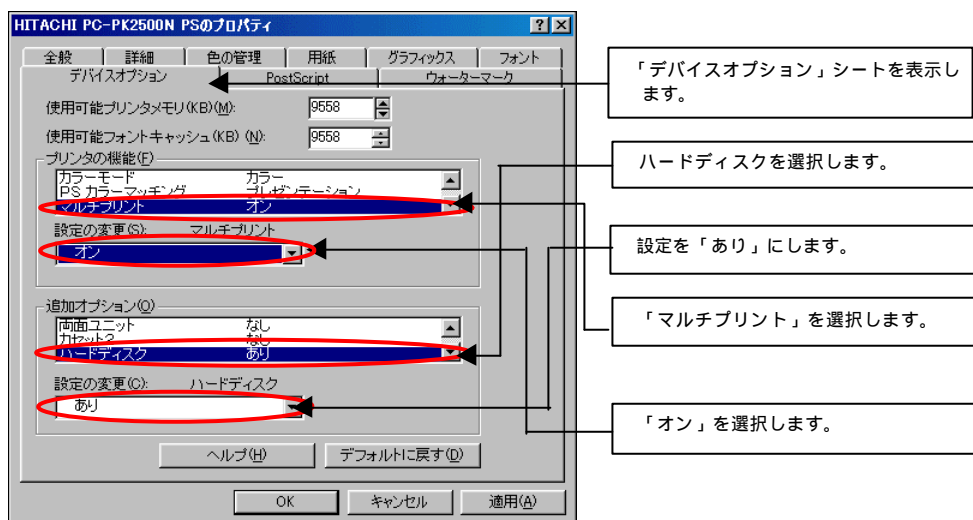 HITACHI PC-PK2500N PSのプロパティ
全般 詳細 色の管理 用紙 グラフィックス フォント
デバイスオプション PostScript ウォーターマーク
使用可能プリンタメモリ(KB)(M): 9558
使用可能フォントキャッシュ(KB) (N): 9558
プリンタの機能(F)
カラーモード カラー
PS カラーマッチング プレゼンテーション
マルチプリント オン
設定の変更(S): マルチプリント
オン
追加オプション(O)
両面ユニット なし
カセット2 なし
ハードディスク あり
設定の変更(C): ハードディスク
あり
ヘルプ(H) デフォルトに戻す(D)
OK キャンセル 適用(A)
「デバイスオプション」シートを表示し
ます。
ハードディスクを選択します。
設定を「あり」にします。
「マルチプリント」を選択します。
「オン」を選択します。